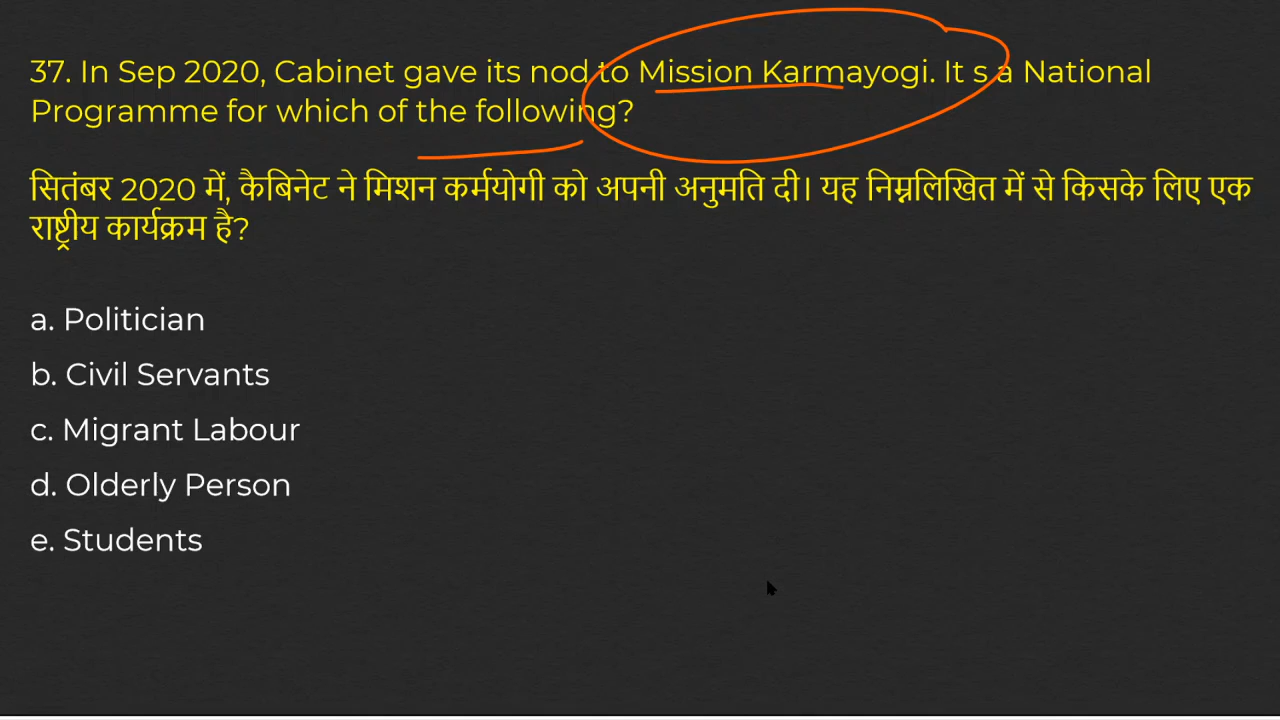 37. In Sep 2020, Cabinet gave its nod to Mission Karmayogi. It s a National
Programme for which of the following?
सितंबर 2020 में, कैबिनेट ने मिशन कर्मयोगी को अपनी अनुमति दी। यह निम्नलिखित में से किसके लिए एक
राष्ट्रीय कार्यक्रम है?
a. Politician
b. Civil Servants
c. Migrant Labour
d. Olderly Person
e. Students